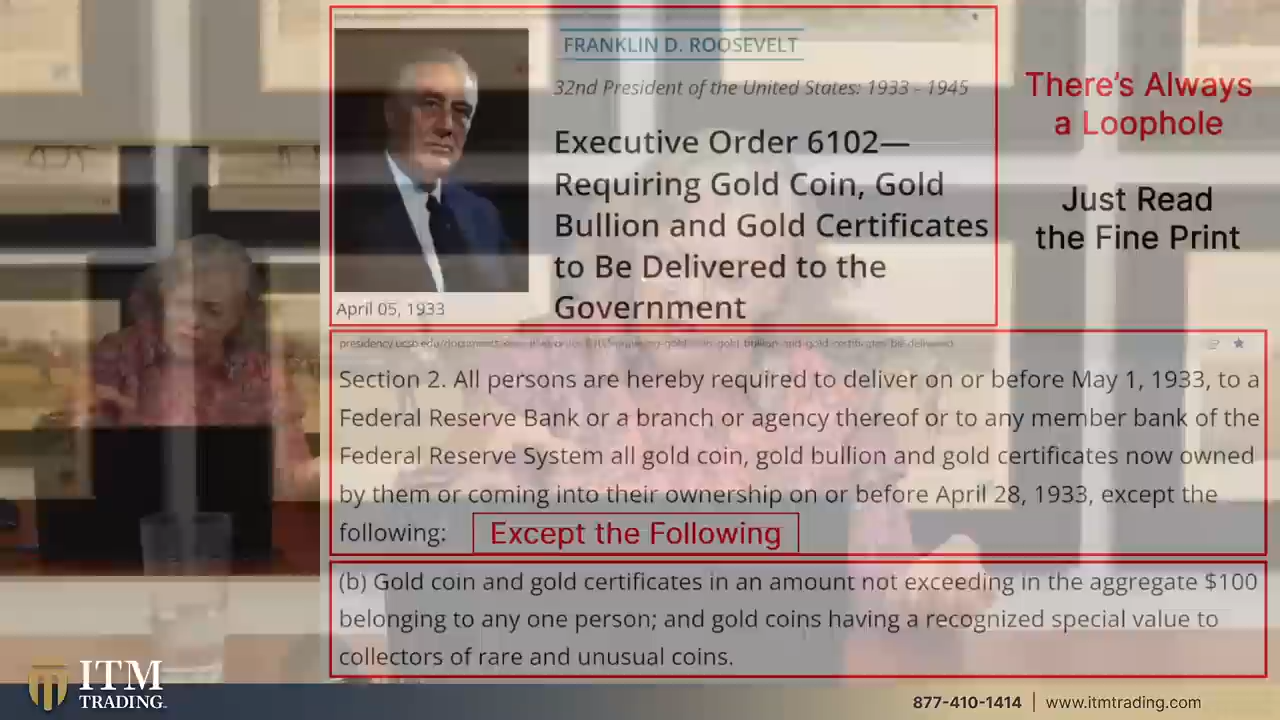 FRANKLIN D. ROOSEVELT
32nd President of the United States: 1933 - 1945
Executive Order 6102—
Requiring Gold Coin, Gold
Bullion and Gold Certificates
to Be Delivered to the
Government
April 05, 1933
There's Always
a Loophole
Just Read
the Fine Print
Section 2. All persons are hereby required to deliver on or before May 1, 1933, to a
Federal Reserve Bank or a branch or agency thereof or to any member bank of the
Federal Reserve System all gold coin, gold bullion and gold certificates now owned
by them or coming into their ownership on or before April 28, 1933, except the
following:
Except the Following
(b) Gold coin and gold certificates in an amount not exceeding in the aggregate $100
belonging to any one person; and gold coins having a recognized special value to
collectors of rare and unusual coins.
ITM
TRADING
877-410-1414 | www.itmtrading.com